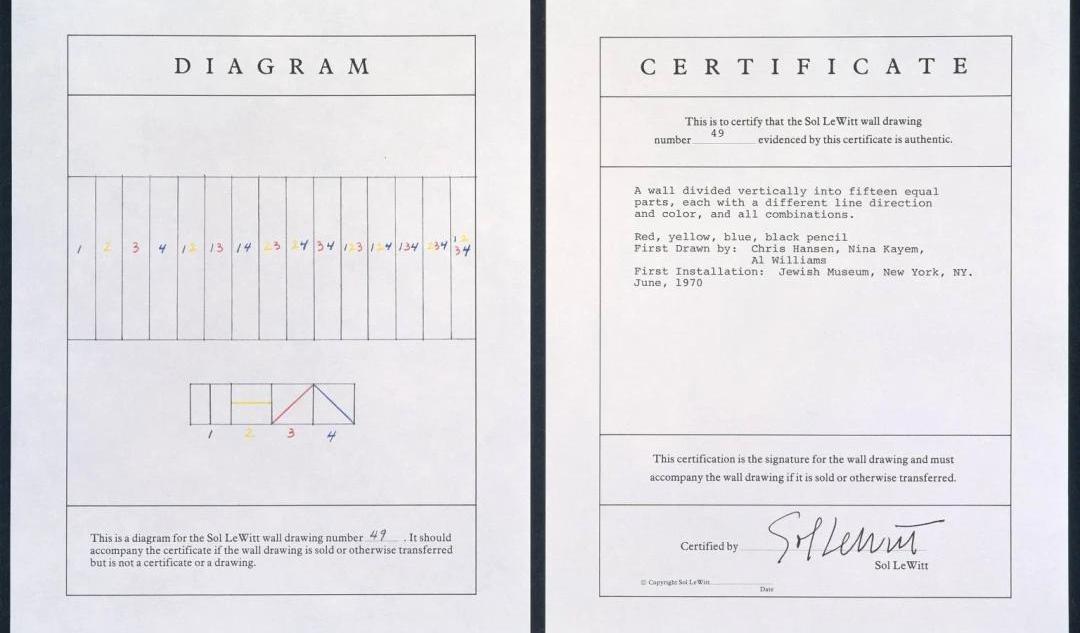 DIAGRAM
1 2 3 4 12 13 14 23 24 34 123 124 134 234 12
34
1 2 3 4
This is a diagram for the Sol LeWitt wall drawing number 49 . It should
accompany the certificate if the wall drawing is sold or otherwise transferred
but is not a certificate or a drawing.
CERTIFICATE
This is to certify that the Sol LeWitt wall drawing
number 49 evidenced by this certificate is authentic.
A wall divided vertically into fifteen equal
parts, each with a different line direction
and color, and all combinations.
Red, yellow, blue, black pencil
First Drawn by: Chris Hansen, Nina Kayem,
Al Williams
First Installation: Jewish Museum, New York, NY.
June, 1970
This certification is the signature for the wall drawing and must
accompany the wall drawing if it is sold or otherwise transferred.
Certified by Sol LeWitt
Sol LeWitt
© Copyright Sol LeWitt
Date